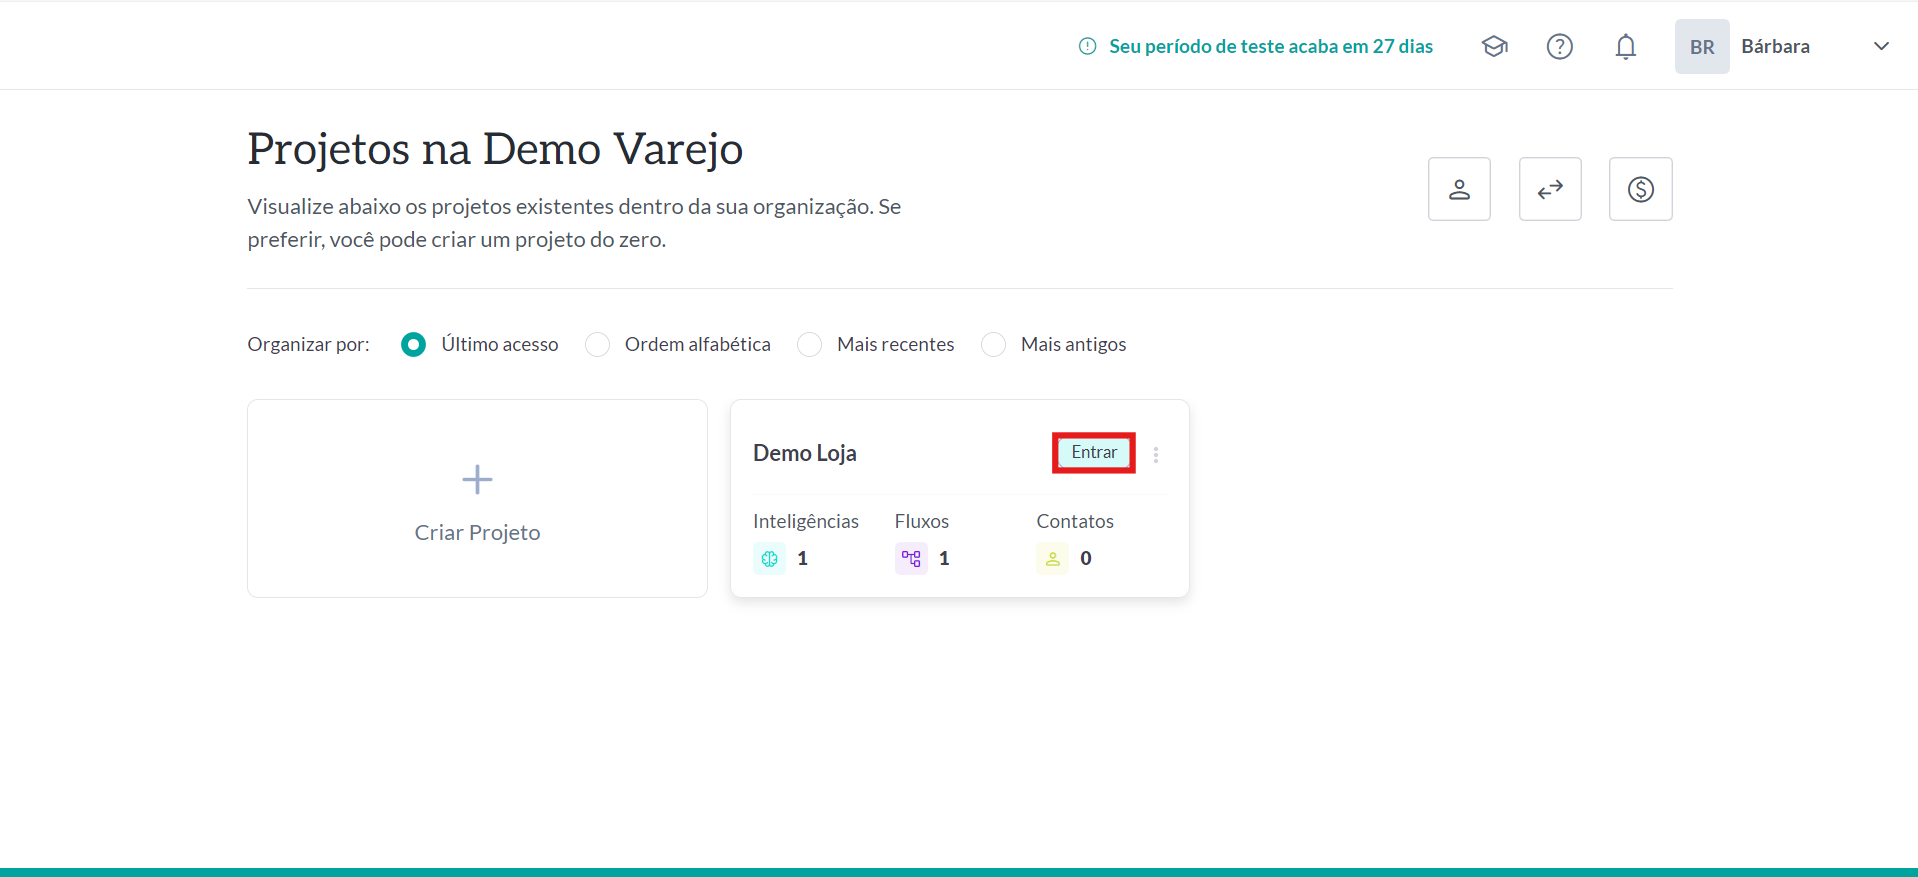 Seu período de teste acaba em 27 dias
BR
Bárbara
Projetos na Demo Varejo
Visualize abaixo os projetos existentes dentro da sua organização. Se
preferir, você pode criar um projeto do zero.
Organizar por:
Último acesso
Ordem alfabética
Mais recentes
Mais antigos
Criar Projeto
Demo Loja
Entrar
Inteligências
Fluxos
Contatos
1
1
0